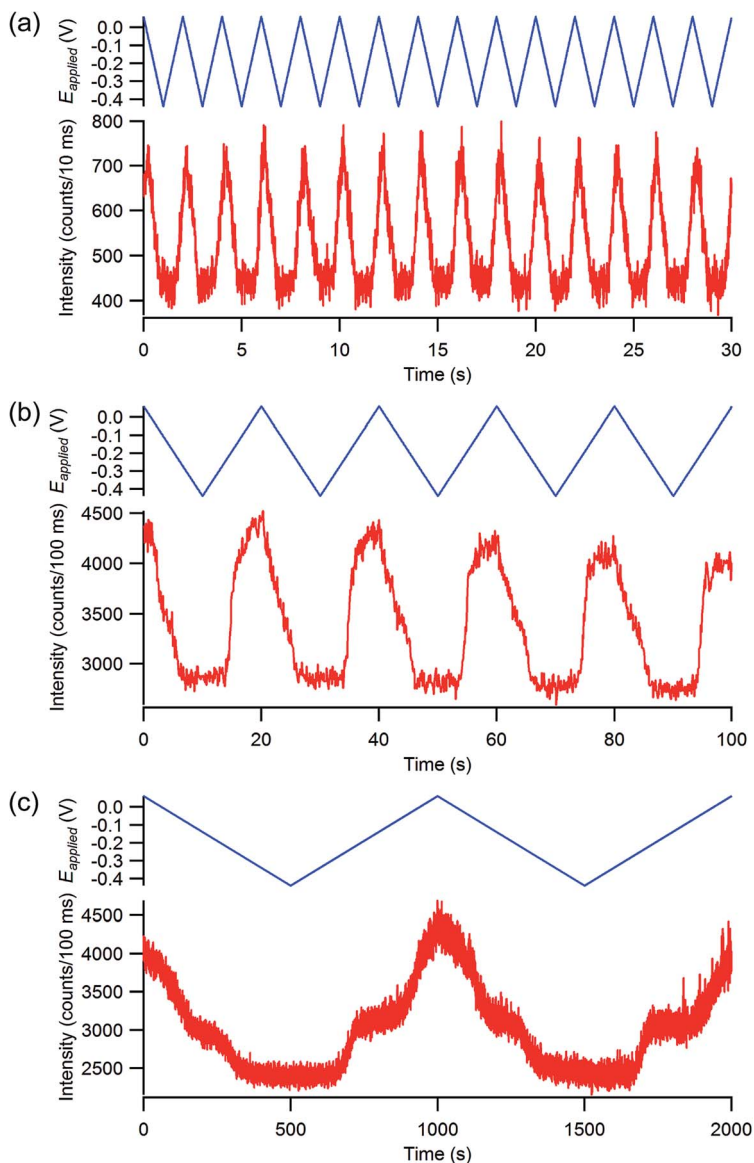 (a)
E_applied (V)
0.0
-0.1
-0.2
-0.3
-0.4
Intensity (counts/10 ms)
800
700
600
500
400
0 5 10 15 20 25 30
Time (s)
(b)
E_applied (V)
0.0
-0.1
-0.2
-0.3
-0.4
Intensity (counts/100 ms)
4500
4000
3500
3000
0 20 40 60 80 100
Time (s)
(c)
E_applied (V)
0.0
-0.1
-0.2
-0.3
-0.4
Intensity (counts/100 ms)
4500
4000
3500
3000
2500
0 500 1000 1500 2000
Time (s)